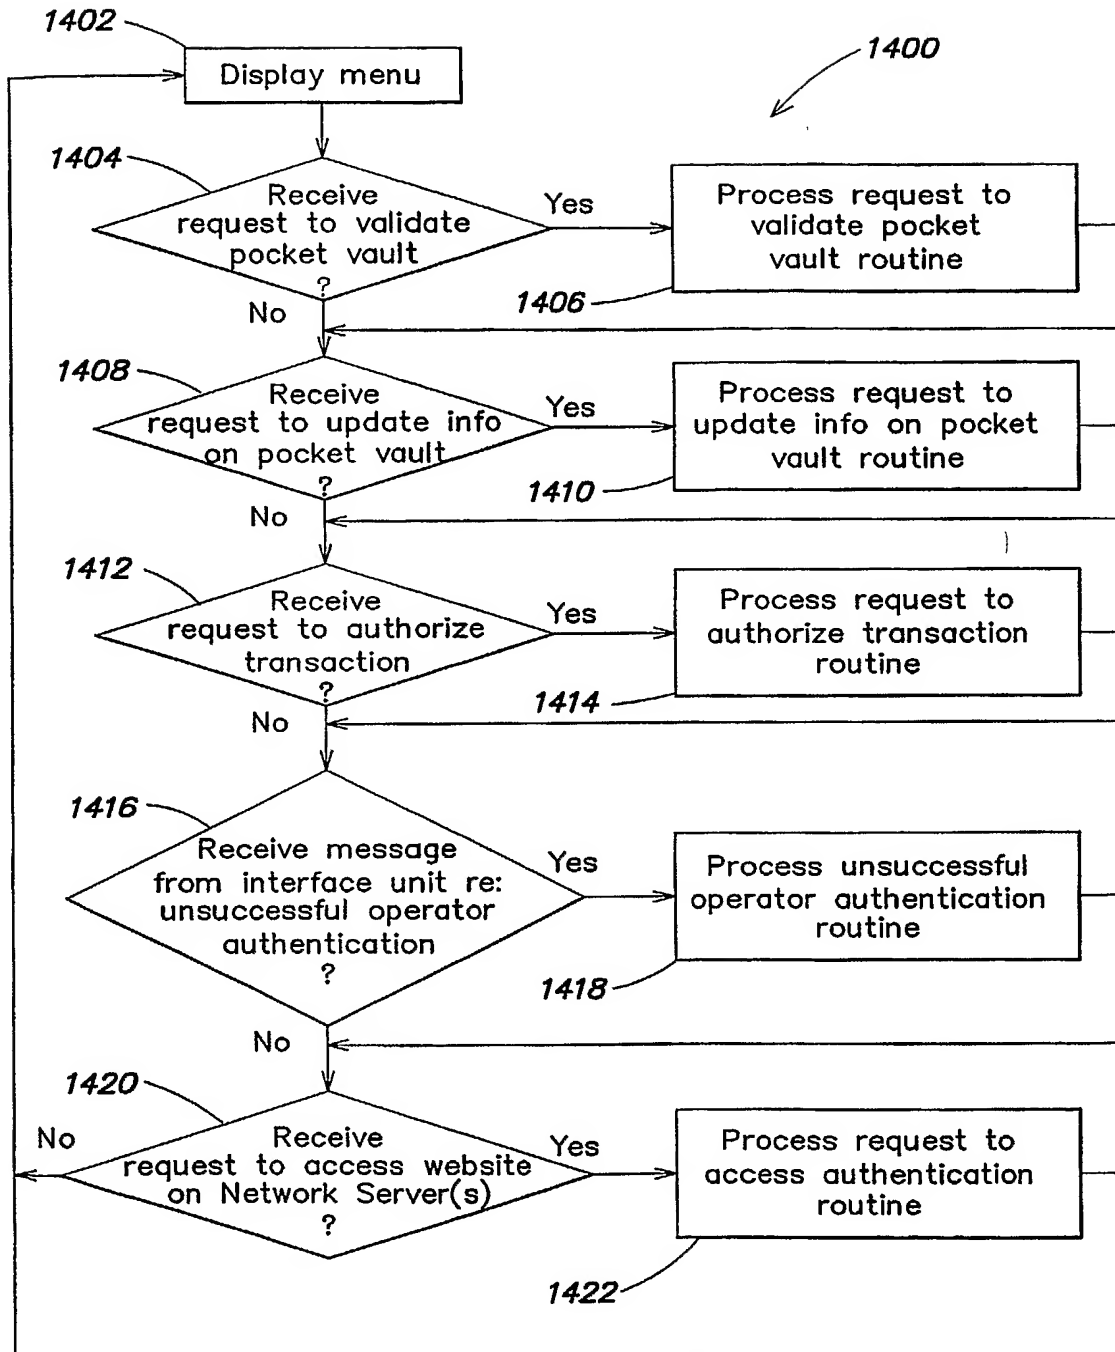 1402
Display menu
1400
1404
Receive
request to validate
pocket vault
?
Yes
No
Process request to
validate pocket
vault routine
1406
1408
Receive
request to update info
on pocket vault
?
Yes
No
Process request to
update info on pocket
vault routine
1410
1412
Receive
request to authorize
transaction
?
Yes
No
Process request to
authorize transaction
routine
1414
1416
Receive message
from interface unit re:
unsuccessful operator
authentication
?
Yes
No
Process unsuccessful
operator authentication
routine
1418
1420
No
Receive
request to access website
on Network Server(s)
?
Yes
Process request to
access authentication
routine
1422